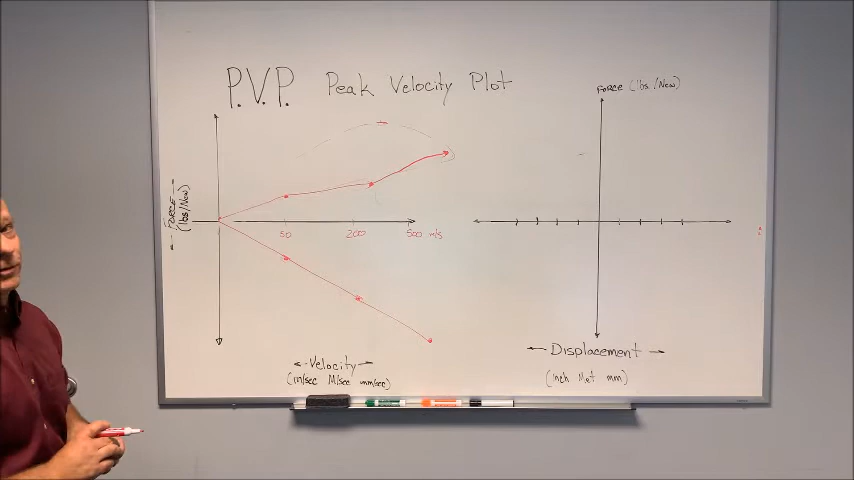 P.V.P. Peak Velocity Plot
Force (lbs./New)
Force
(lbs/New)
50 200 500 m/s
Velocity
(in/sec M/sec mm/sec)
Displacement
(inch Met mm)